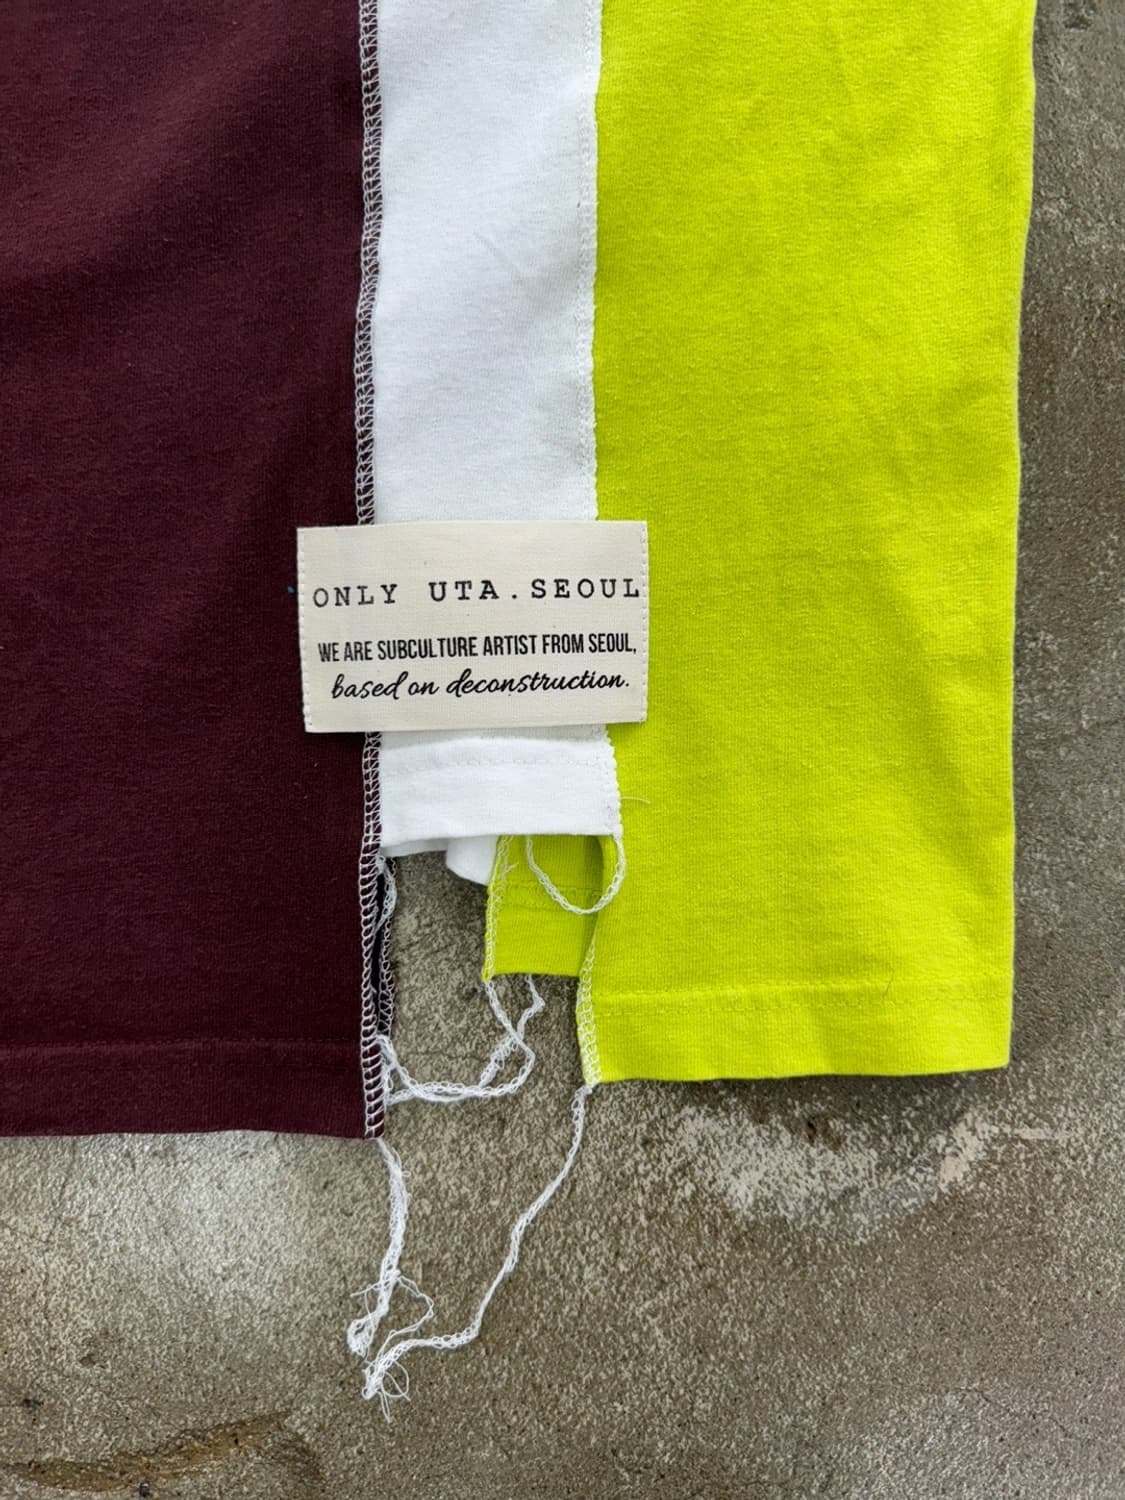 ONLY UTA.SEOUL
WE ARE SUBCULTURE ARTIST FROM SEOUL,
based on deconstruction.